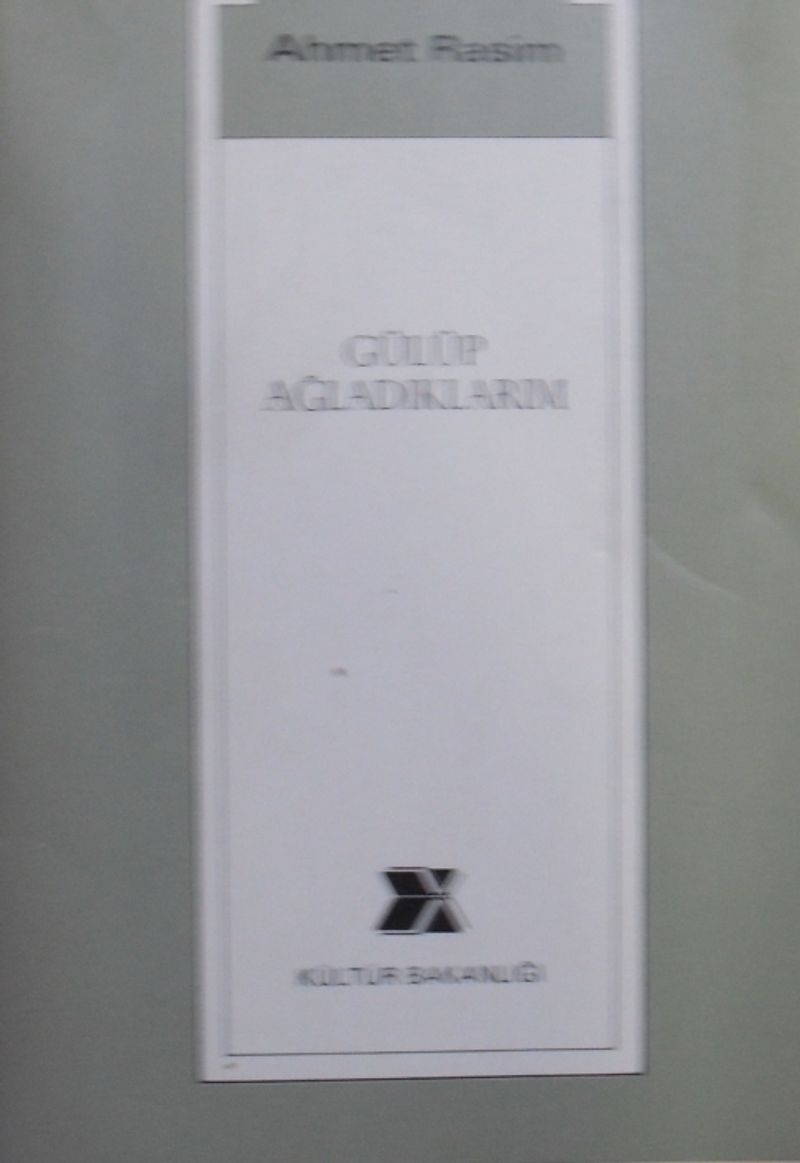 Ahmet Rasim
GÜLÜP
AĞLADIKLARIM
KÜLTÜR BAKANLIĞI